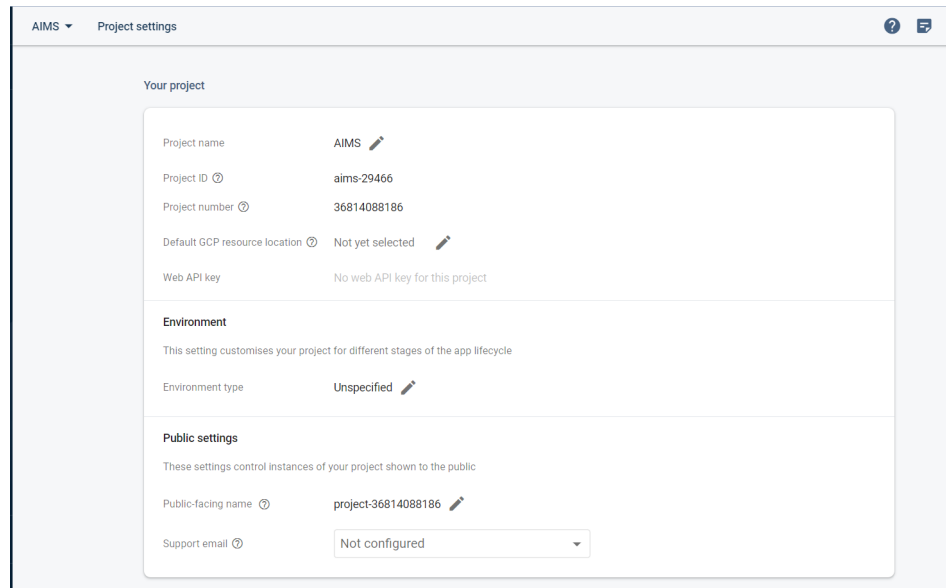 AIMS Project settings
Your project
Project name AIMS
Project ID aims-29466
Project number 36814088186
Default GCP resource location Not yet selected
Web API key No web API key for this project
Environment
This setting customises your project for different stages of the app lifecycle
Environment type Unspecified
Public settings
These settings control instances of your project shown to the public
Public-facing name project-36814088186
Support email Not configured